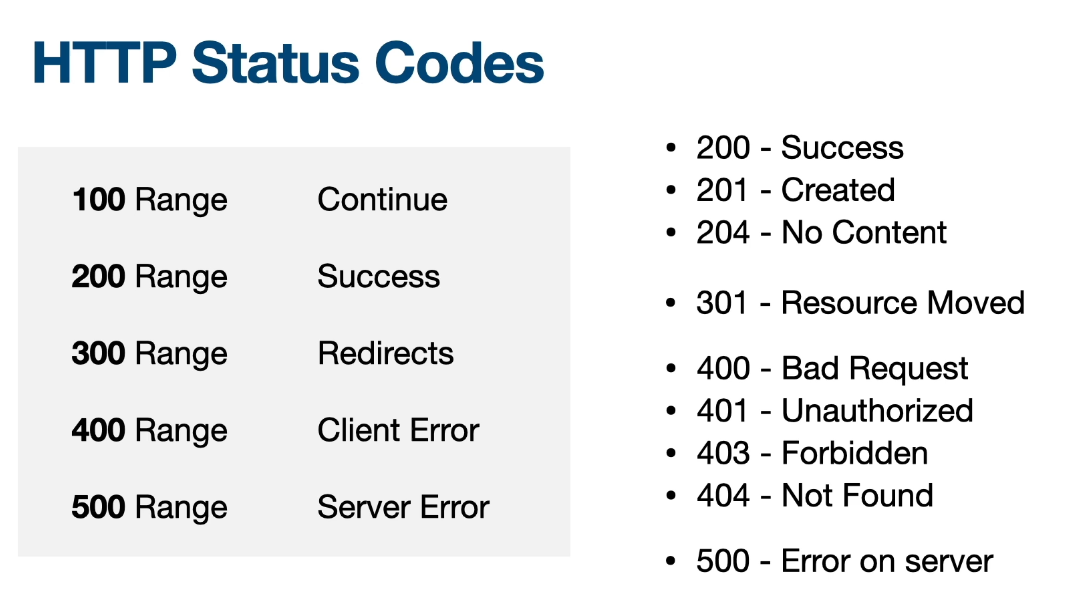 HTTP Status Codes
100 Range Continue
200 Range Success
300 Range Redirects
400 Range Client Error
500 Range Server Error
• 200 - Success
• 201 - Created
• 204 - No Content
• 301 - Resource Moved
• 400 - Bad Request
• 401 - Unauthorized
• 403 - Forbidden
• 404 - Not Found
• 500 - Error on server